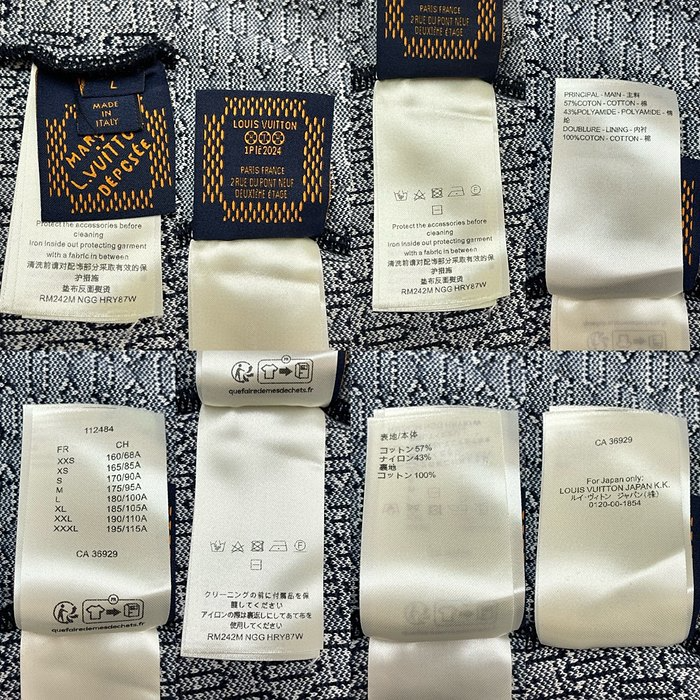 L
MADE
IN
ITALY
MAR
L.VUITTO
DÉPOSÉE
Protect the accessories before
cleaning
Iron inside out protecting garment
with a fabric in between
清洗前请对配饰部分采取有效的保
护措施
垫布反面熨烫
RM242M NGG HRY87W
LOUIS VUITTON
1PIÉ2024
PARIS FRANCE
2 RUE DU PONT NEUF
DEUXIÈME ÉTAGE
PARIS FRANCE
2 RUE DU PONT NEUF
DEUXIÈME ÉTAGE
Protect the accessories before
cleaning
Iron inside out protecting garment
with a fabric in between
清洗前请对配饰部分采取有效的保
护措施
垫布反面熨烫
RM242M NGG HRY87W
PRINCIPAL - MAIN - 主料
57%COTON - COTTON - 棉
43%POLYAMIDE - POLYAMIDE - 锦
纶
DOUBLURE - LINING - 内衬
100%COTON - COTTON - 棉
112484
FR CH
XXS 160/68A
XS 165/85A
S 170/90A
M 175/95A
L 180/100A
XL 185/105A
XXL 190/110A
XXXL 195/115A
CA 36929
FR
quefairedemesdechets.fr
FR
quefairedemesdechets.fr
クリーニングの前に付属品を保
護してください
アイロンの際は裏返しにしてあて布を
使用してください
RM242M NGG HRY87W
表地/本体
コットン57%
ナイロン43%
裏地
コットン100%
CA 36929
For Japan only:
LOUIS VUITTON JAPAN K.K.
ルイ・ヴィトン ジャパン(株)
0120-00-1854